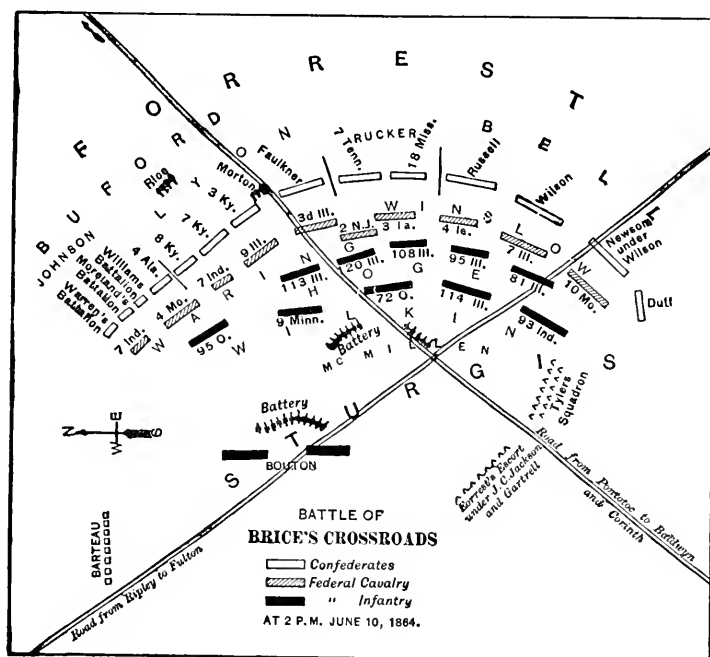 FORREST
BUFORD
BELL
JOHNSON
LYON
RUCKER
Rice
Morton
Faulkner
7 Tenn.
18 Miss.
Russell
Wilson
Newsom
under
Wilson
Duff
Warren's
Battalion
Moreland's
Battalion
Williams
Battalion
4 Ala.
8 Ky.
7 Ky.
3 Ky.
7 Ind.
4 Mo.
7 Ind.
9 Ill.
3d Ill.
2 N.J.
3 Ia.
4 Ia.
7 Ill.
10 Mo.
WARING
WINSLOW
95 O.
113 Ill.
120 Ill.
108 Ill.
95 Ill.
81 Ill.
9 Minn.
72 O.
114 Ill.
93 Ind.
WILKIN
HOGE
Battery
MCMILLEN
STURGIS
Tylers
Squadron
N E W S
Battery
BOUTON
Forrest's Escort
under J.C. Jackson
and Gartrell
Road from Pontotoc to Baldwyn
and Corinth
BARTEAU
Road from Ripley to Fulton
BATTLE OF
BRICE'S CROSSROADS
Confederates
Federal Cavalry
" Infantry
AT 2 P.M. JUNE 10, 1864.